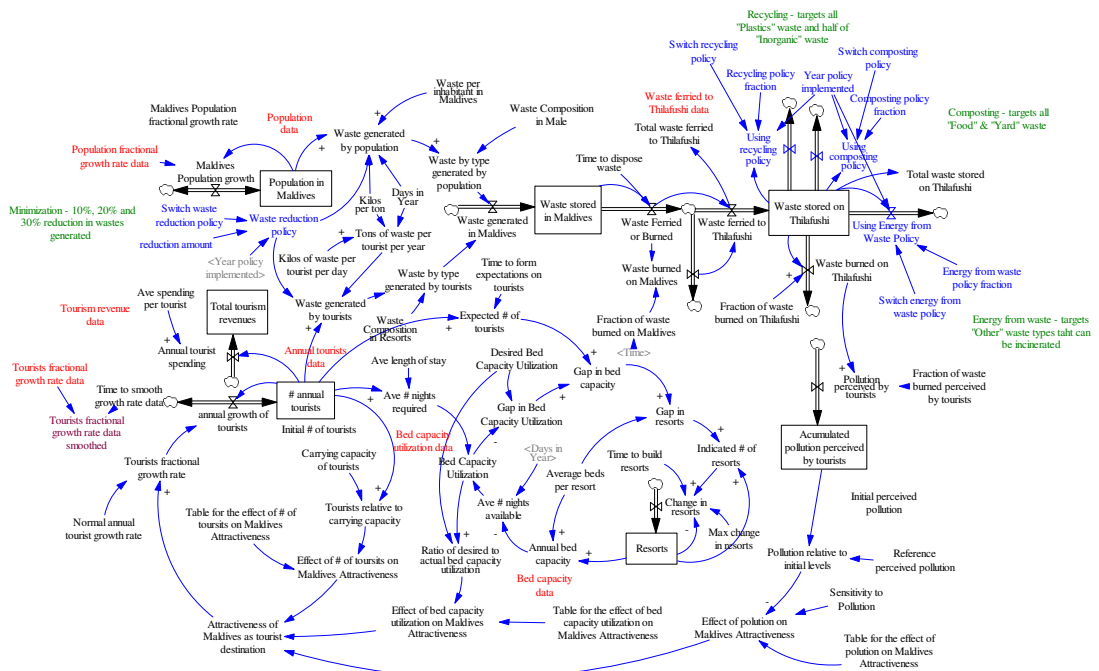 Recycling - targets all
"Plastics" waste and half of
"Inorganic" waste
Switch recycling
policy
Switch composting
policy
Recycling policy
fraction
Year policy
implemented
Composting policy
fraction
Composting - targets all
"Food" & "Yard" waste
Using
recycling
policy
Using
composting
policy
Waste per
inhabitant in
Maldives
Waste Composition
in Male
Waste ferried to
Thilafushi data
Total waste ferried
to Thilafushi
Maldives Population
fractional growth rate
Population
data
Waste generated
by population
Waste by type
generated by
population
Time to dispose
waste
Population fractional
growth rate data
Maldives
Population growth
Population in
Maldives
Total waste stored
on Thilafushi
Minimization - 10%, 20% and
30% reduction in wastes
generated
Switch waste
reduction policy
reduction amount
Waste reduction
policy
<Year policy
implemented>
Kilos
per ton
Days in
Year
Tons of waste per
tourist per year
Kilos of waste per
tourist per day
Waste generated
in Maldives
Waste stored
in Maldives
Waste Ferried
or Burned
Waste ferried to
Thilafushi
Waste stored on
Thilafushi
Using Energy from
Waste Policy
Waste burned
on Maldives
Waste burned on
Thilafushi
Energy from waste
policy fraction
Switch energy from
waste policy
Energy from waste - targets
"Other" waste types taht can
be incinerated
Fraction of waste
burned on Thilafushi
Fraction of waste
burned on Maldives
<Time>
Waste by type
generated by tourists
Time to form
expectations on
tourists
Expected # of
tourists
Waste generated
by tourists
Waste
Composition
in Resorts
Ave spending
per tourist
Tourism revenue
data
Total tourism
revenues
Annual tourist
spending
Annual tourists
data
Tourists fractional
growth rate data
Time to smooth
growth rate data
Tourists fractional
growth rate data
smoothed
annual growth of
tourists
# annual
tourists
Initial # of tourists
Ave length of stay
Ave # nights
required
Desired Bed
Capacity Utilization
Gap in Bed
Capacity Utilization
Gap in bed
capacity
Gap in
resorts
Pollution
perceived by
tourists
Fraction of waste
burned perceived
by tourists
Bed capacity
utilization data
Bed Capacity
Utilization
<Days in
Year>
Average beds
per resort
Time to build
resorts
Indicated # of
resorts
Acumulated
pollution perceived
by tourists
Tourists fractional
growth rate
Carrying capacity
of tourists
Normal annual
tourist growth rate
Table for the effect of # of
toursits on Maldives
Attractiveness
Tourists relative to
carrying capacity
Ave # nights
available
Change in
resorts
Max change
in resorts
Initial perceived
pollution
Effect of # of toursits on
Maldives Attractiveness
Ratio of desired to
actual bed capacity
utilization
Annual bed
capacity
Resorts
Bed capacity
data
Pollution relative to
initial levels
Reference
perceived pollution
Attractiveness of
Maldives as tourist
destination
Effect of bed capacity
utilization on Maldives Attractiveness
Table for the effect of bed
capacity utilization on
Maldives Attractiveness
Sensitivity to
Pollution
Effect of polution on
Maldives Attractiveness
Table for the effect of
polution on Maldives
Attractiveness